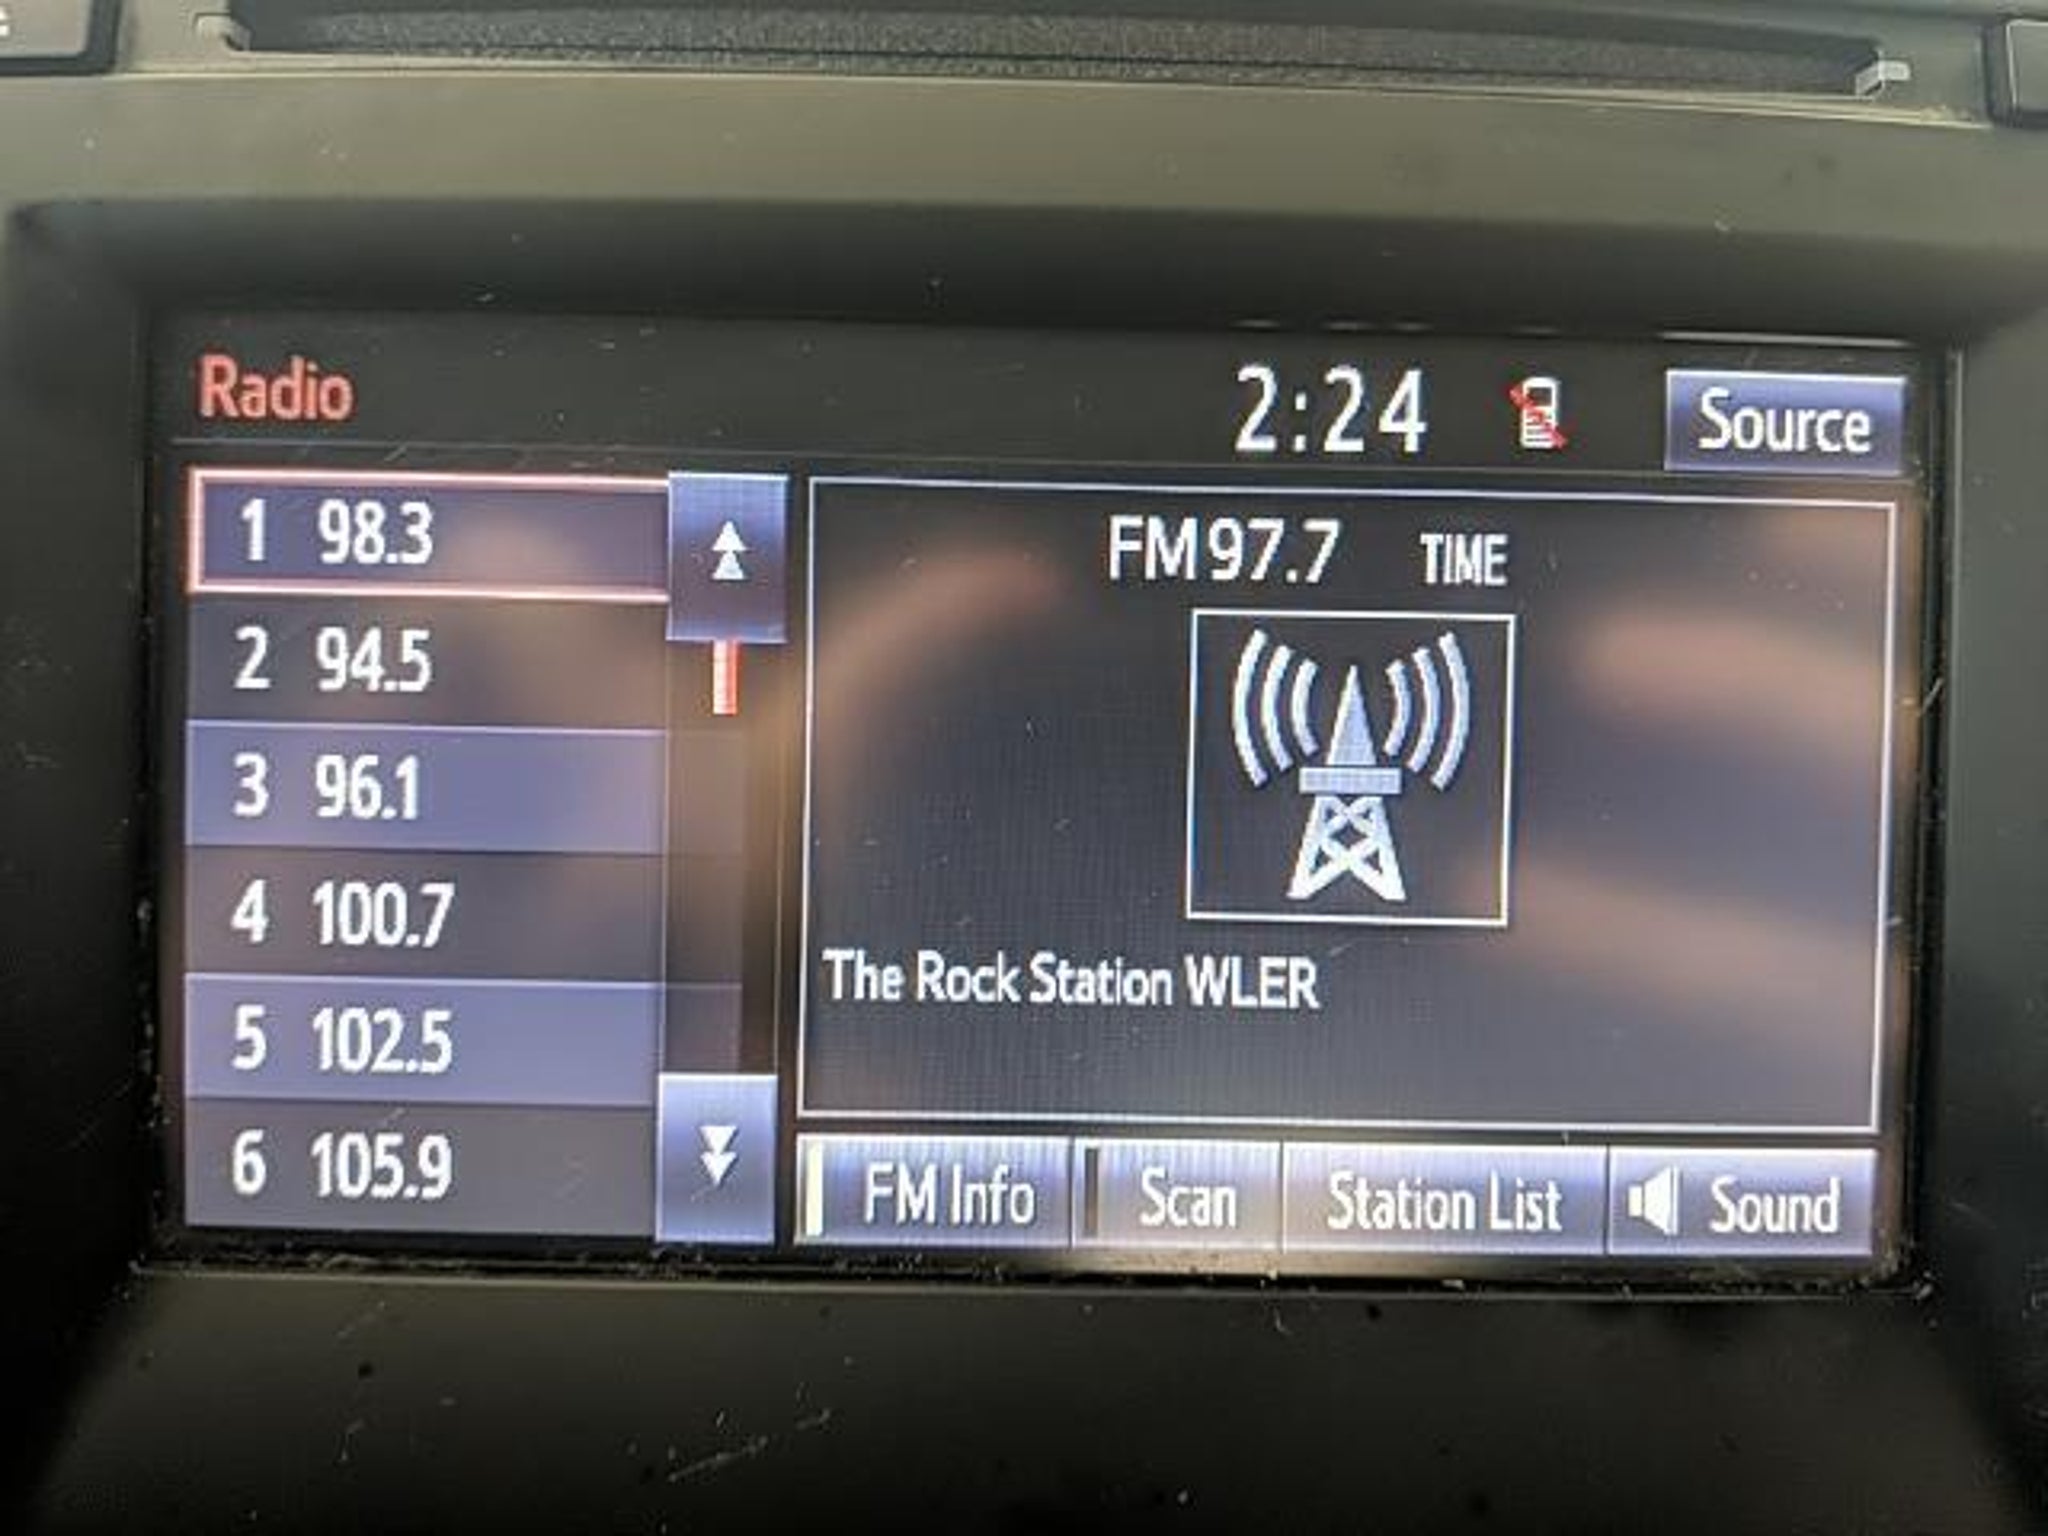 Radio
2:24
Source
1 98.3
2 94.5
3 96.1
4 100.7
5 102.5
6 105.9
FM 97.7 TIME
The Rock Station WLER
FM Info
Scan
Station List
Sound